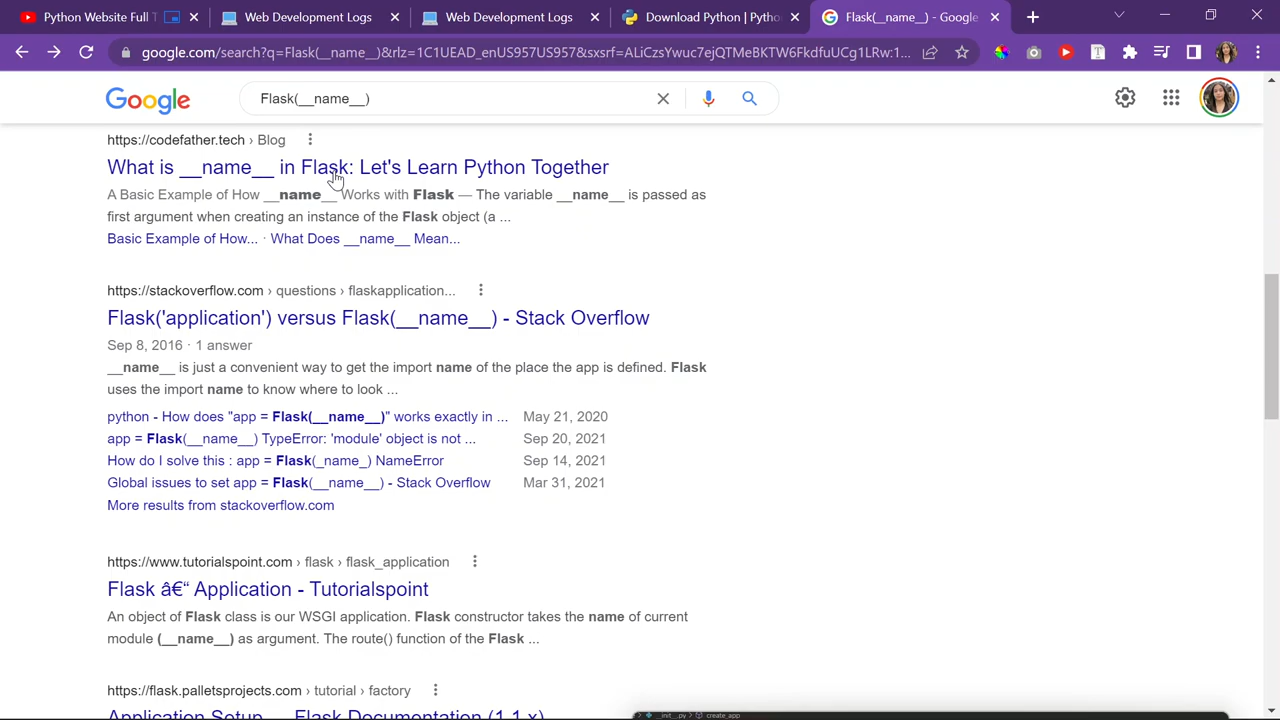 Python Website Full T
Web Development Logs
Web Development Logs
Download Python | Pytho
Flask(__name__) - Google
google.com/search?q=Flask(__name__)&rlz=1C1UEAD_enUS957US957&sxsrf=ALiCzsYwuc7ejQTMeBKTW6FkdfuUCg1LRw:1...
Google
Flask(__name__)
https://codefather.tech › Blog
What is __name__ in Flask: Let's Learn Python Together
A Basic Example of How __name__ Works with Flask — The variable __name__ is passed as
first argument when creating an instance of the Flask object (a ...
Basic Example of How... · What Does __name__ Mean...
https://stackoverflow.com › questions › flaskapplication...
Flask('application') versus Flask(__name__) - Stack Overflow
Sep 8, 2016 · 1 answer
__name__ is just a convenient way to get the import name of the place the app is defined. Flask
uses the import name to know where to look ...
python - How does "app = Flask(__name__)" works exactly in ... May 21, 2020
app = Flask(__name__) TypeError: 'module' object is not ... Sep 20, 2021
How do I solve this : app = Flask(_name_) NameError Sep 14, 2021
Global issues to set app = Flask(__name__) - Stack Overflow Mar 31, 2021
More results from stackoverflow.com
https://www.tutorialspoint.com › flask › flask_application
Flask â€“ Application - Tutorialspoint
An object of Flask class is our WSGI application. Flask constructor takes the name of current
module (__name__) as argument. The route() function of the Flask ...
https://flask.palletsprojects.com › tutorial › factory
Application Setup — Flask Documentation (1.1.x)
__init__.py › create_app